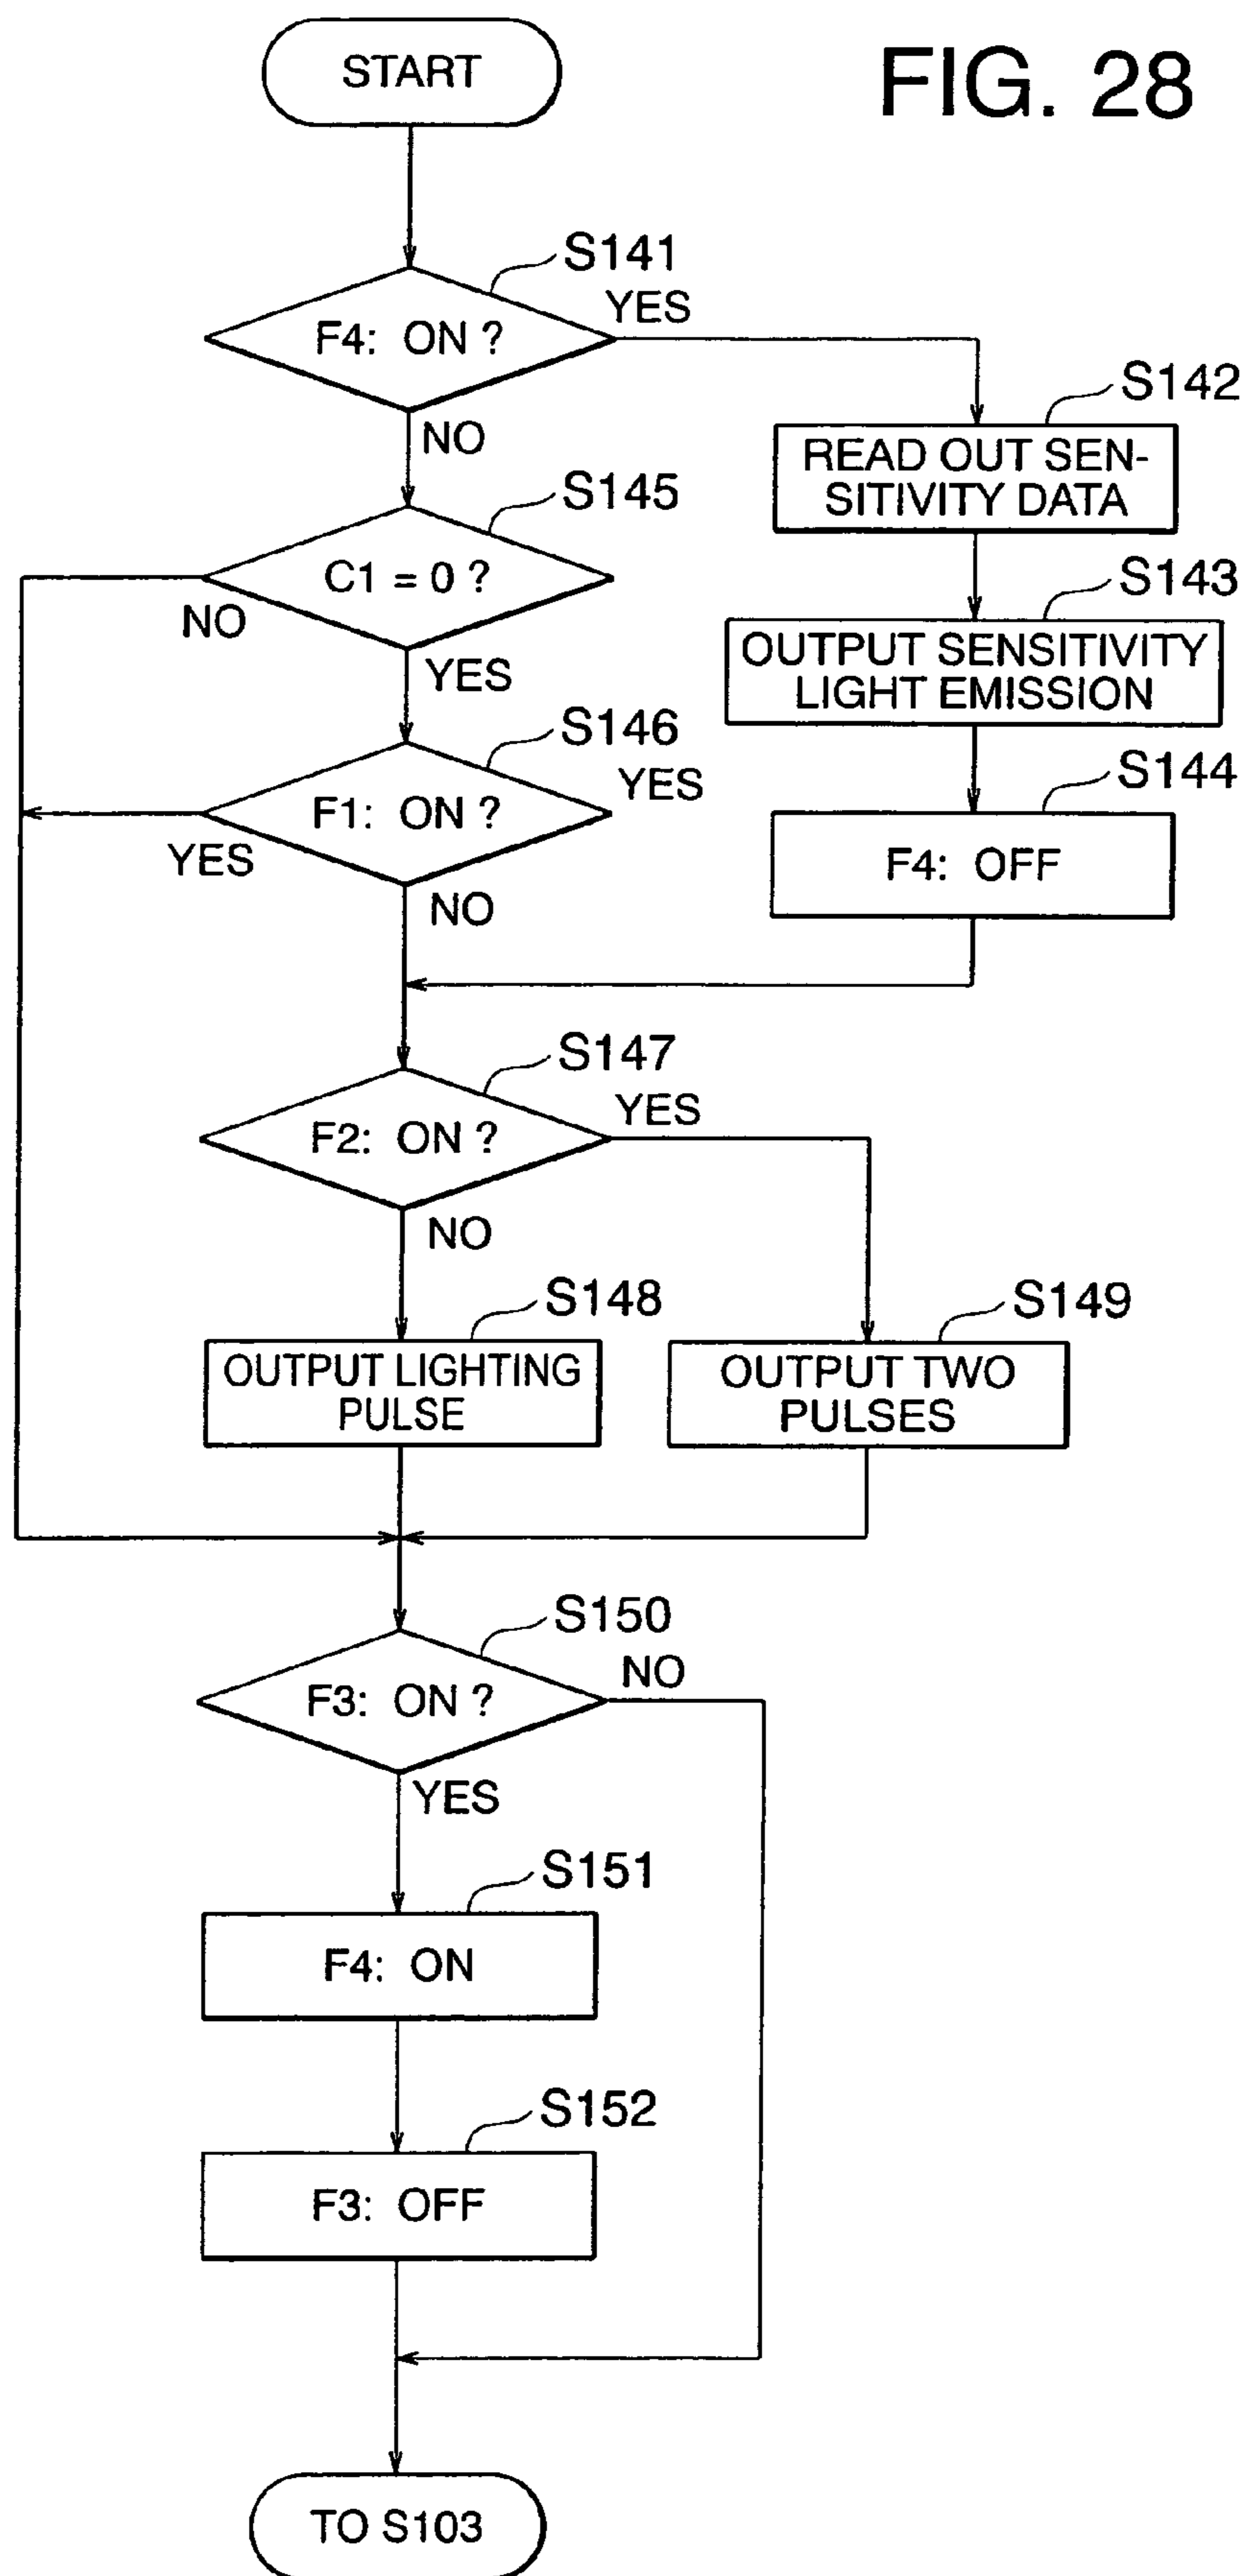 START
FIG. 28
S141
F4: ON ?
YES
NO
S142
READ OUT SEN-
SITIVITY DATA
S145
C1 = 0 ?
NO
YES
S143
OUTPUT SENSITIVITY
LIGHT EMISSION
S146
F1: ON ?
YES
YES
NO
S144
F4: OFF
S147
F2: ON ?
YES
NO
S148
OUTPUT LIGHTING
PULSE
S149
OUTPUT TWO
PULSES
S150
F3: ON ?
NO
YES
S151
F4: ON
S152
F3: OFF
TO S103